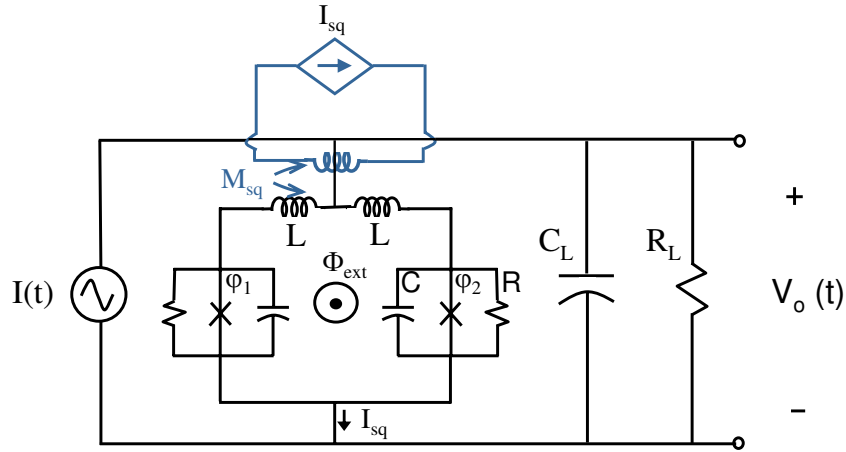 I_sq
M_sq
L L
C_L R_L
+
Φ_ext
φ_1 C φ_2 R
I(t)
V_o (t)
I_sq
−